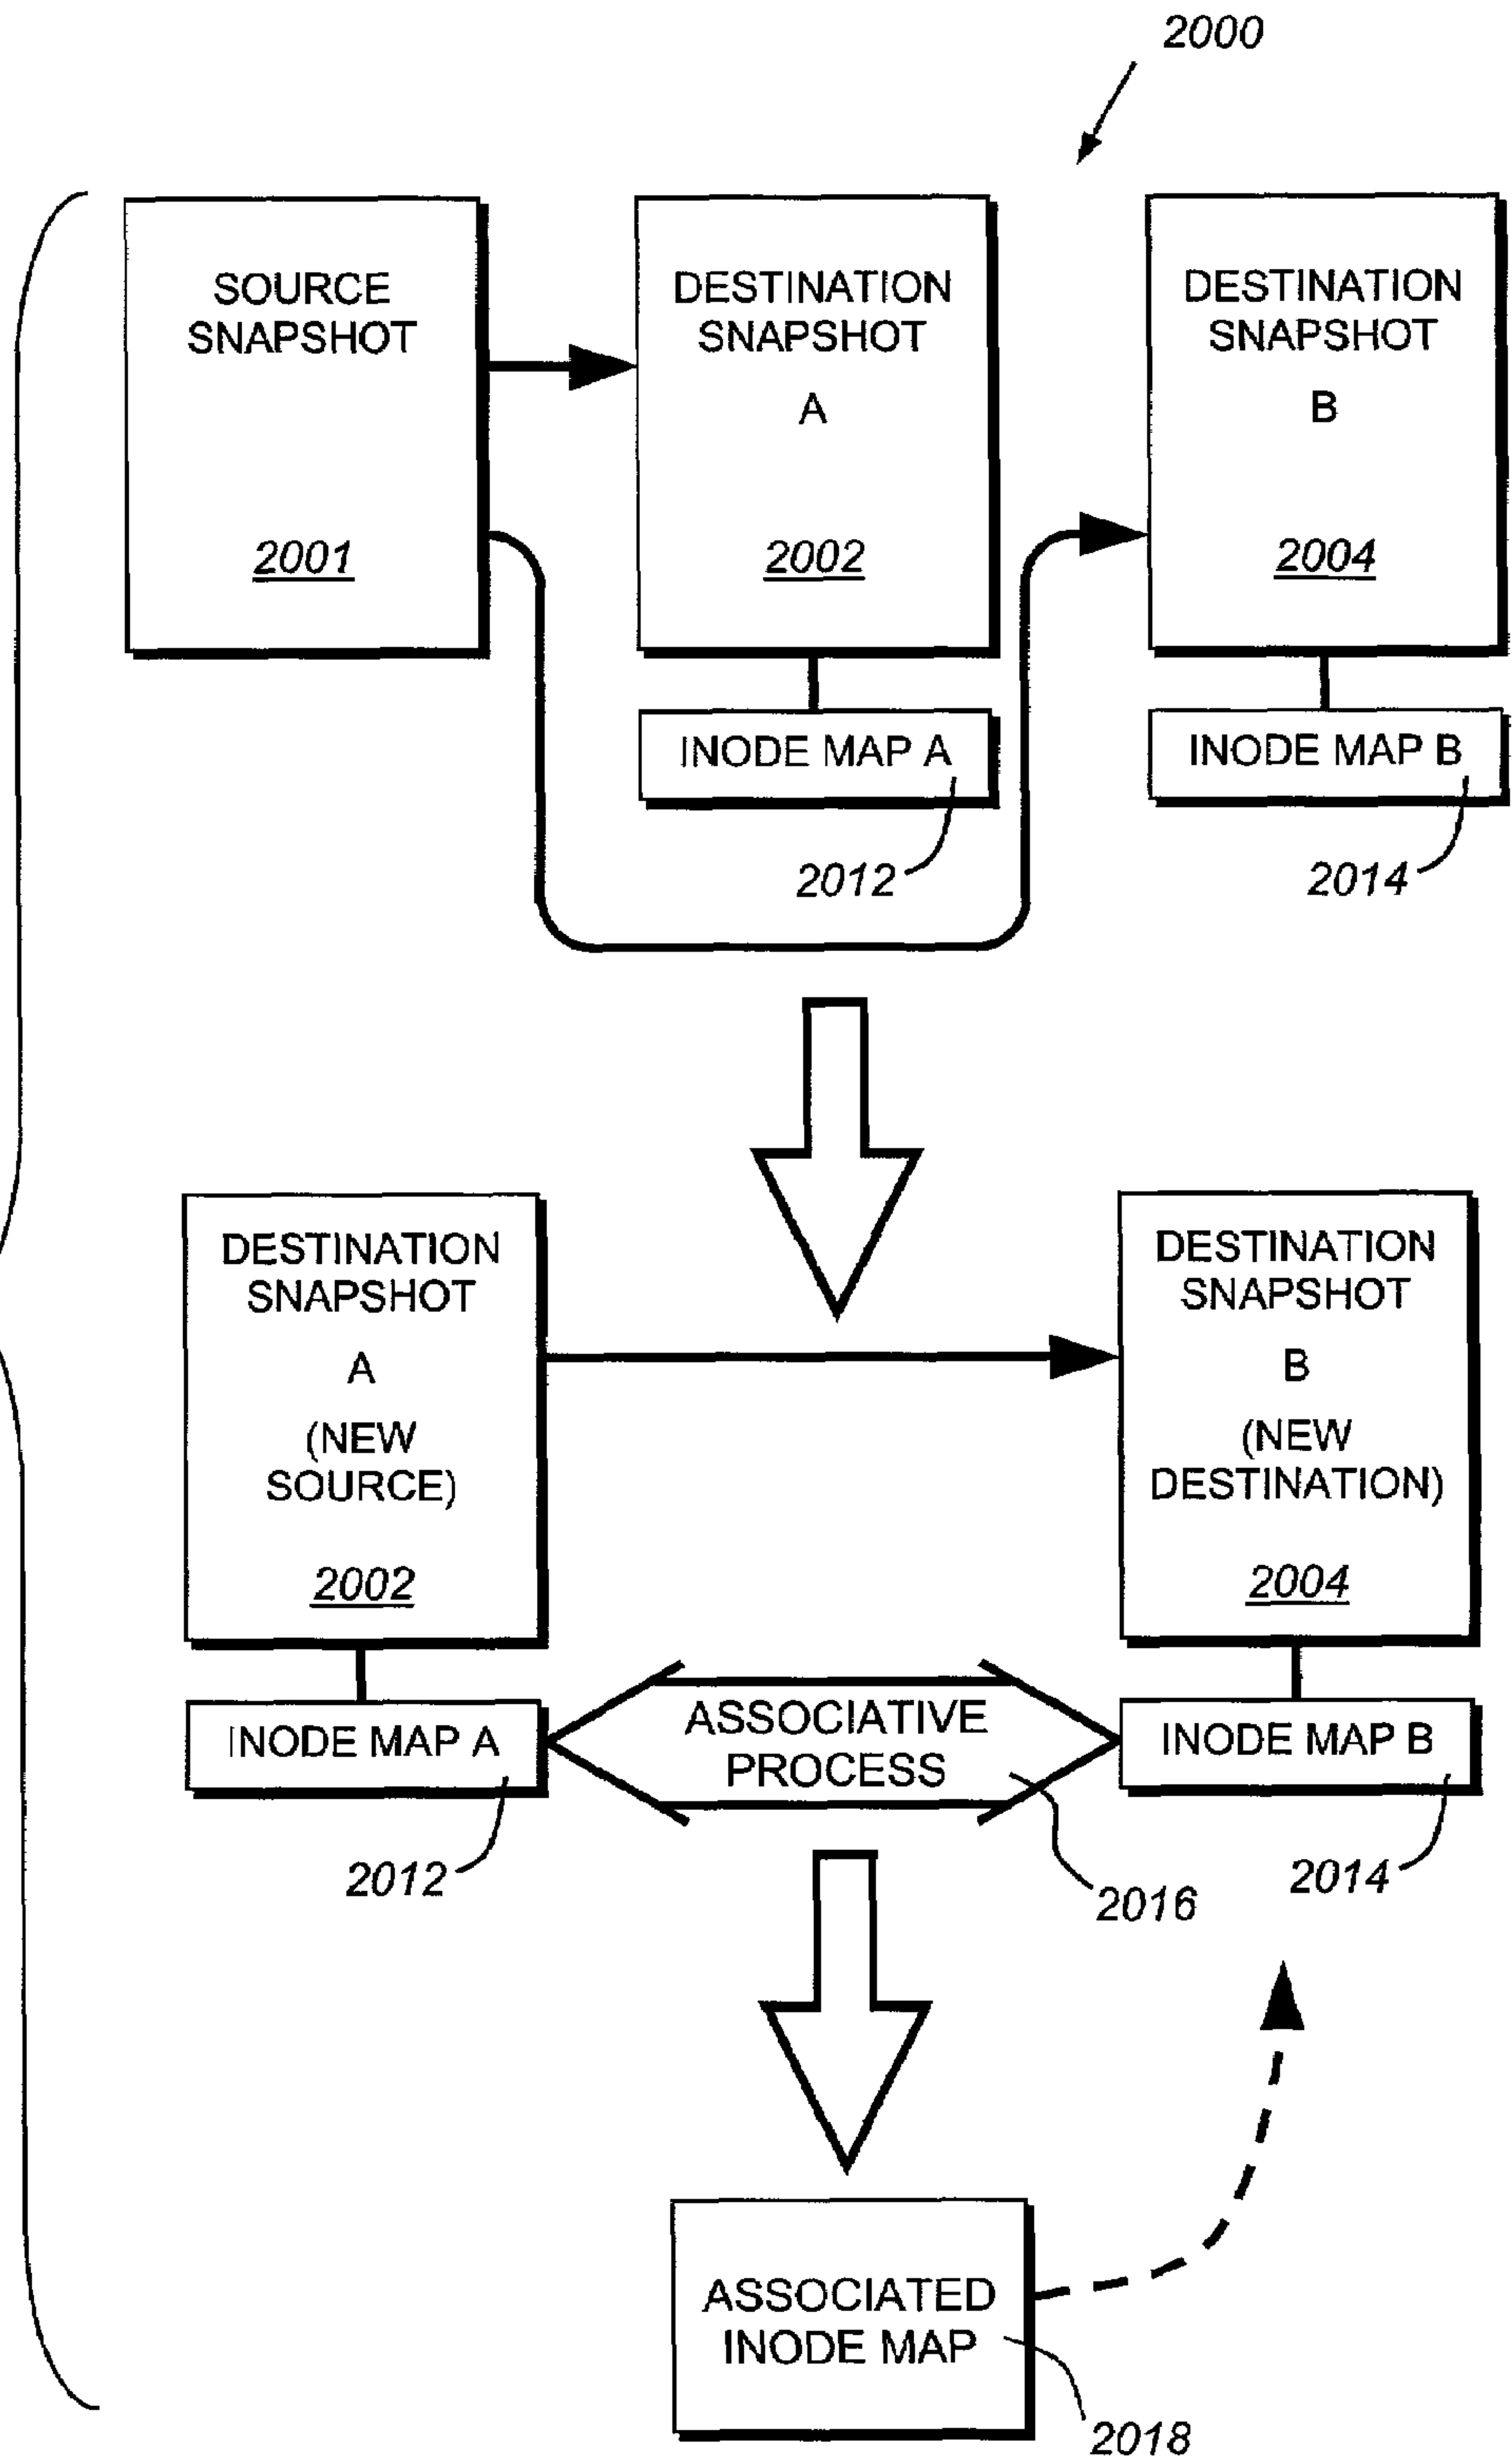 2000
SOURCE
SNAPSHOT
2001
DESTINATION
SNAPSHOT
A
2002
DESTINATION
SNAPSHOT
B
2004
INODE MAP A
2012
INODE MAP B
2014
DESTINATION
SNAPSHOT
A
(NEW
SOURCE)
2002
DESTINATION
SNAPSHOT
B
(NEW
DESTINATION)
2004
INODE MAP A
2012
ASSOCIATIVE
PROCESS
2016
INODE MAP B
2014
ASSOCIATED
INODE MAP
2018